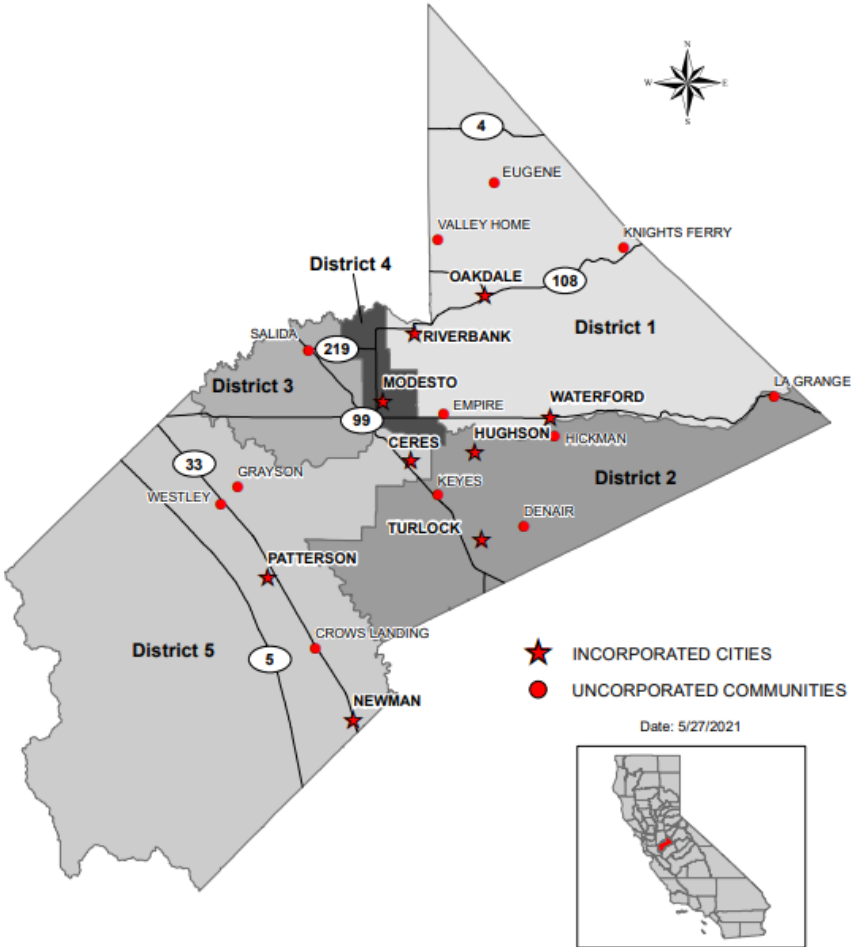 N
W
E
S
4
EUGENE
VALLEY HOME
KNIGHTS FERRY
District 4
OAKDALE
108
RIVERBANK
District 1
SALIDA
219
District 3
MODESTO
LA GRANGE
EMPIRE
WATERFORD
99
CERES
HUGHSON
HICKMAN
33
GRAYSON
WESTLEY
KEYES
District 2
TURLOCK
DENAIR
PATTERSON
CROWS LANDING
District 5
5
NEWMAN
INCORPORATED CITIES
UNCORPORATED COMMUNITIES
Date: 5/27/2021